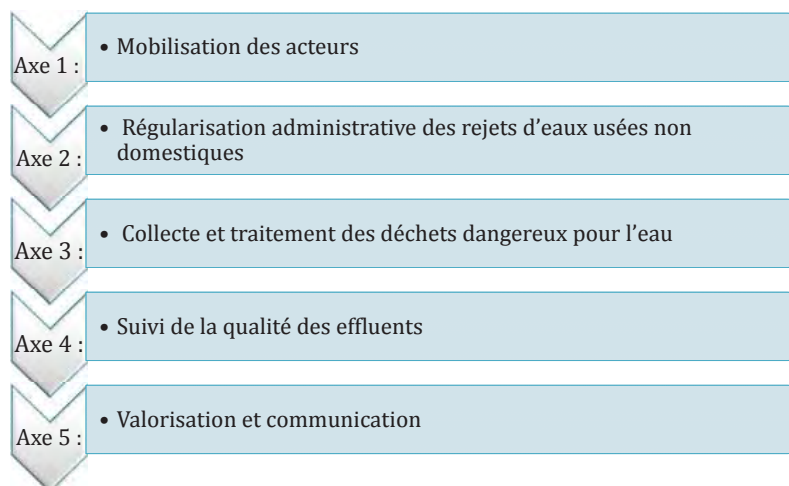 Axe 1 :
• Mobilisation des acteurs
Axe 2 :
• Régularisation administrative des rejets d'eaux usées non
domestiques
Axe 3 :
• Collecte et traitement des déchets dangereux pour l'eau
Axe 4 :
• Suivi de la qualité des effluents
Axe 5 :
• Valorisation et communication